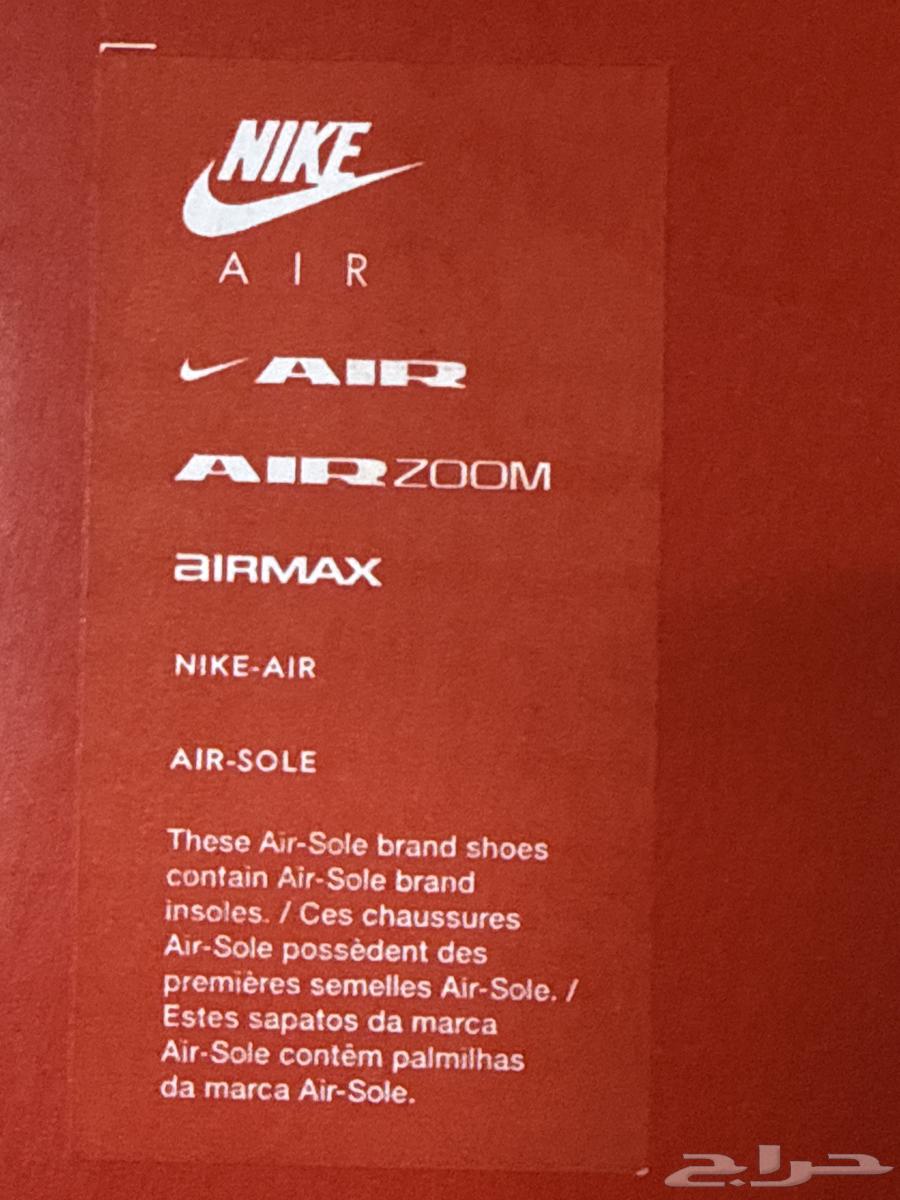 NIKE
AIR
AIR
AIR ZOOM
aIRMAX
NIKE-AIR
AIR-SOLE
These Air-Sole brand shoes
contain Air-Sole brand
insoles. / Ces chaussures
Air-Sole possèdent des
premières semelles Air-Sole. /
Estes sapatos da marca
Air-Sole contêm palmilhas
da marca Air-Sole.
حراج